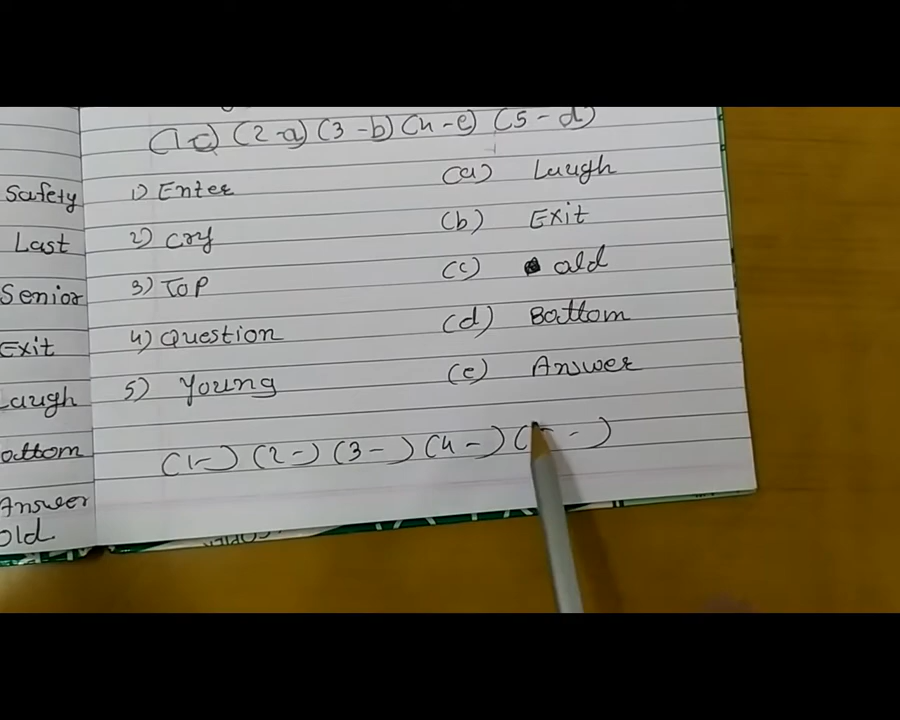 (1-c) (2-a) (3-b) (4-e) (5-d)
Safety
Last
Senior
Exit
Laugh
Bottom
Answer
old
1) Enter (a) Laugh
2) Cry (b) Exit
3) Top (c) old
4) Question (d) Bottom
5) Young (e) Answer
(1-) (2-) (3-) (4-) (5-)